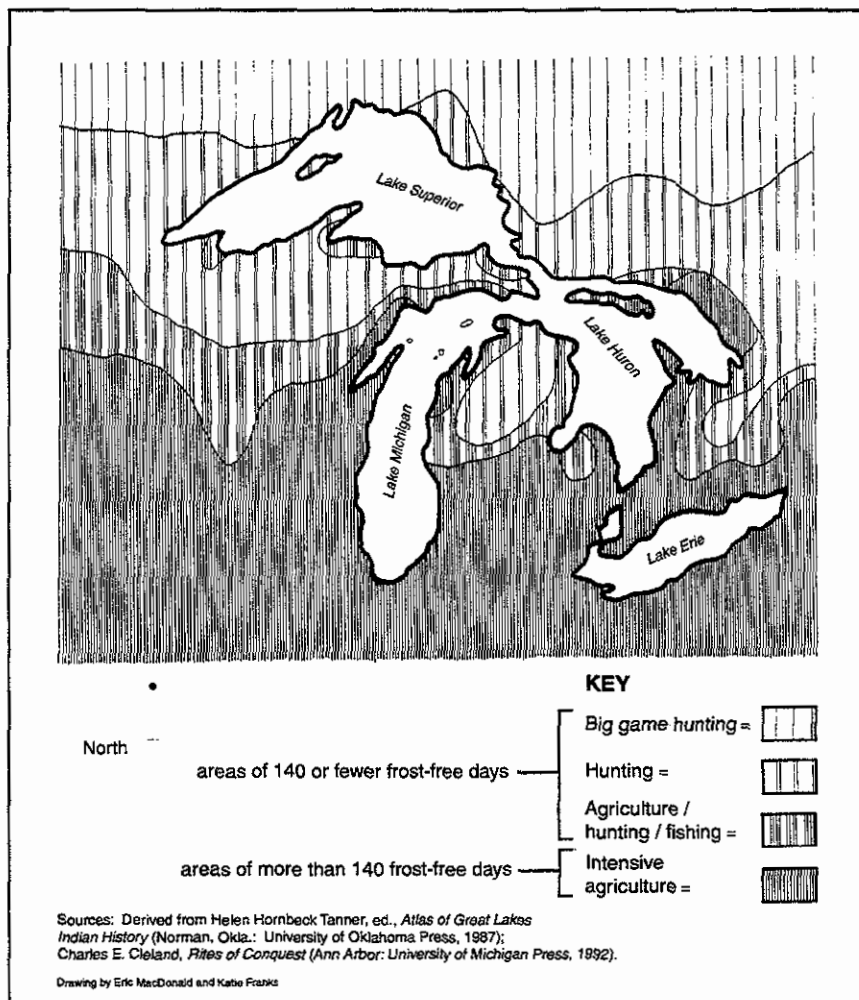 Lake Superior
Lake Huron
Lake Michigan
Lake Erie
North
KEY
areas of 140 or fewer frost-free days
Big game hunting =
Hunting =
Agriculture /
hunting / fishing =
areas of more than 140 frost-free days
Intensive
agriculture =
Sources: Derived from Helen Hornbeck Tanner, ed., Atlas of Great Lakes
Indian History (Norman, Okla.: University of Oklahoma Press, 1987);
Charles E. Cleland, Rites of Conquest (Ann Arbor: University of Michigan Press, 1992).
Drawing by Eric MacDonald and Katie Franks